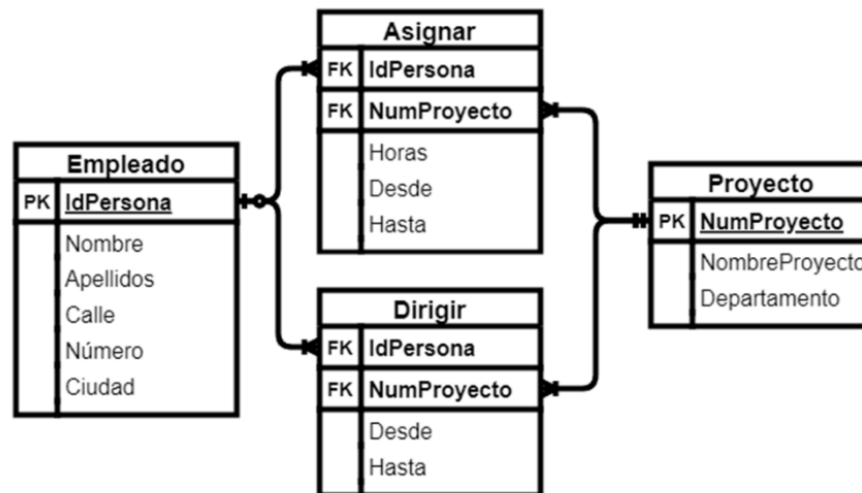 Asignar
FK IdPersona
FK NumProyecto
Horas
Desde
Hasta
Empleado
PK IdPersona
Nombre
Apellidos
Calle
Número
Ciudad
Proyecto
PK NumProyecto
NombreProyecto
Departamento
Dirigir
FK IdPersona
FK NumProyecto
Desde
Hasta